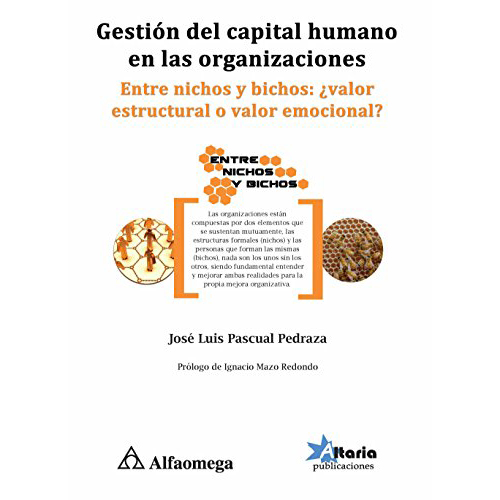 Gestión del capital humano
en las organizaciones
Entre nichos y bichos: ¿valor
estructural o valor emocional?
ENTRE
NICHOS
Y BICHOS
Las organizaciones están
compuestas por dos elementos que
se sustentan mutuamente, las
estructuras formales (nichos) y las
personas que forman las mismas
(bichos), nada son los unos sin los
otros, siendo fundamental entender
y mejorar ambas realidades para la
propia mejora organizativa.
José Luis Pascual Pedraza
Prólogo de Ignacio Mazo Redondo
Alfaomega
Altaria
publicaciones